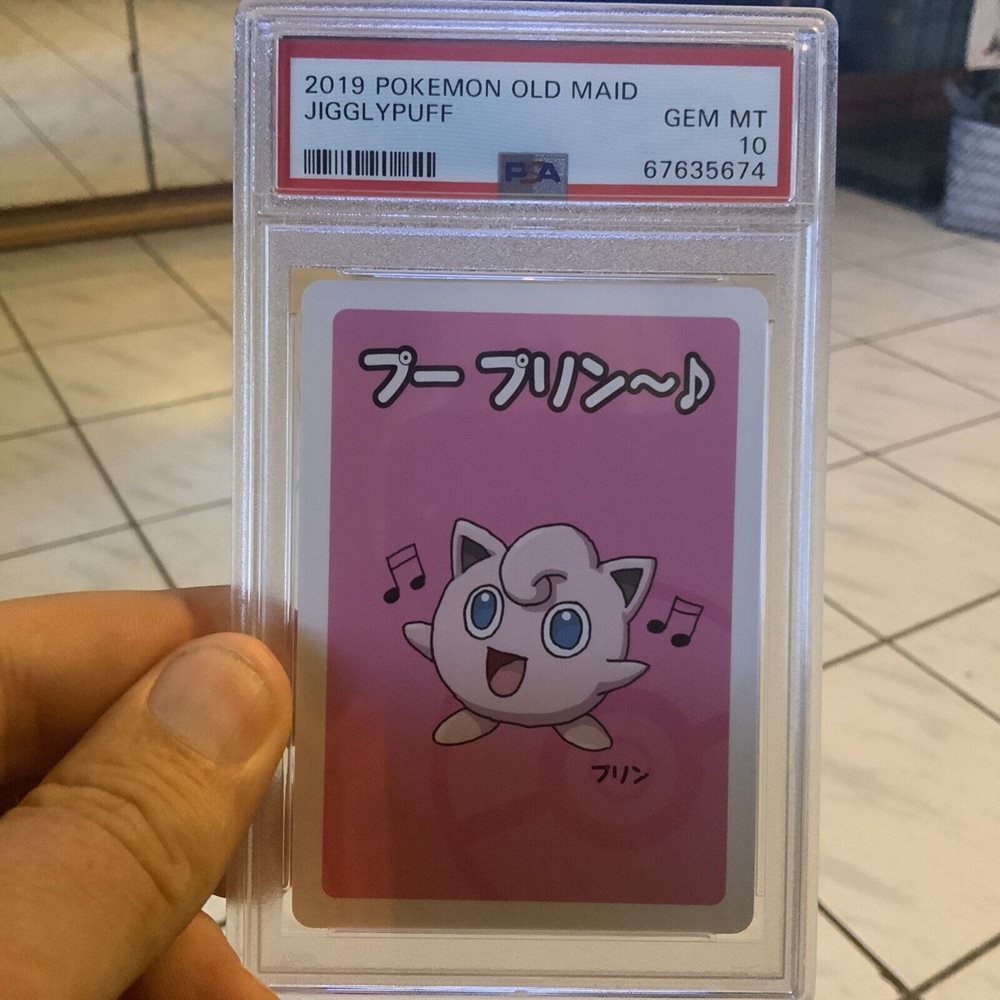 2019 POKEMON OLD MAID
JIGGLYPUFF
GEM MT
10
PSA
67635674
プー プリン～♪
プリン